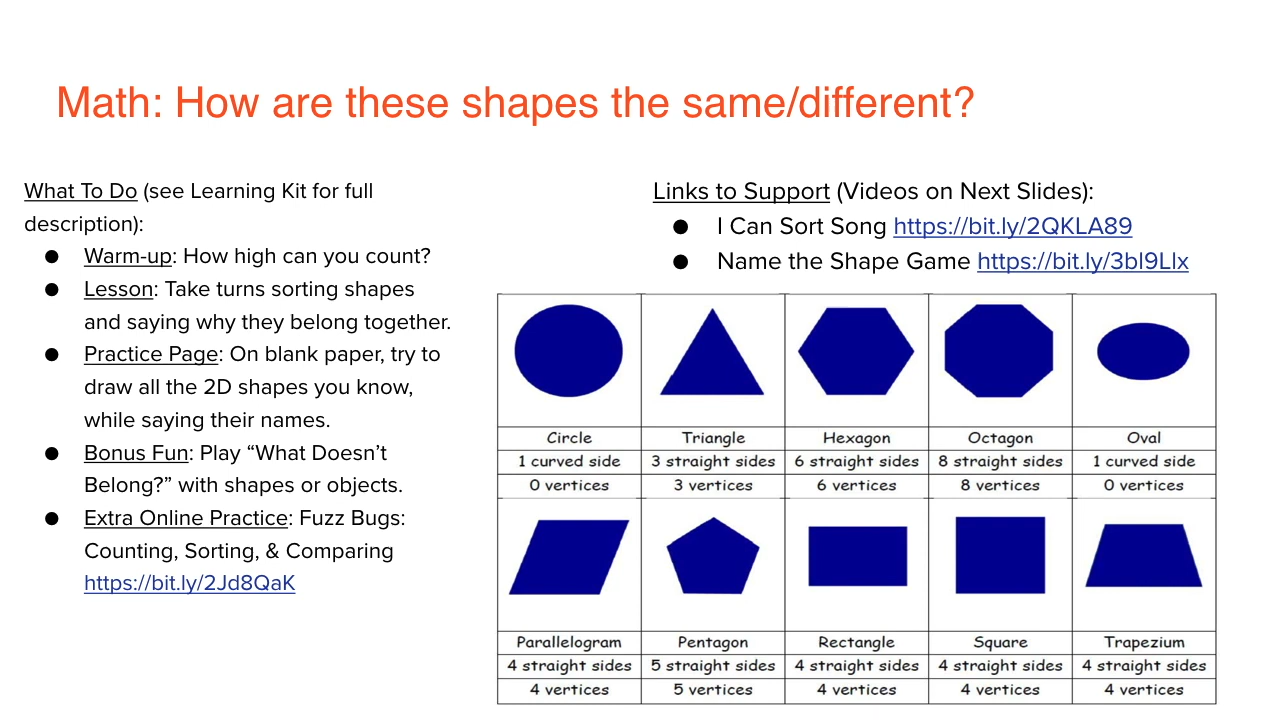 Math: How are these shapes the same/different?
What To Do (see Learning Kit for full
description):
● Warm-up: How high can you count?
● Lesson: Take turns sorting shapes
and saying why they belong together.
● Practice Page: On blank paper, try to
draw all the 2D shapes you know,
while saying their names.
● Bonus Fun: Play “What Doesn’t
Belong?” with shapes or objects.
● Extra Online Practice: Fuzz Bugs:
Counting, Sorting, & Comparing
https://bit.ly/2Jd8QaK
Links to Support (Videos on Next Slides):
● I Can Sort Song https://bit.ly/2QKLA89
● Name the Shape Game https://bit.ly/3bl9Llx
Circle Triangle Hexagon Octagon Oval
1 curved side 3 straight sides 6 straight sides 8 straight sides 1 curved side
0 vertices 3 vertices 6 vertices 8 vertices 0 vertices
Parallelogram Pentagon Rectangle Square Trapezium
4 straight sides 5 straight sides 4 straight sides 4 straight sides 4 straight sides
4 vertices 5 vertices 4 vertices 4 vertices 4 vertices